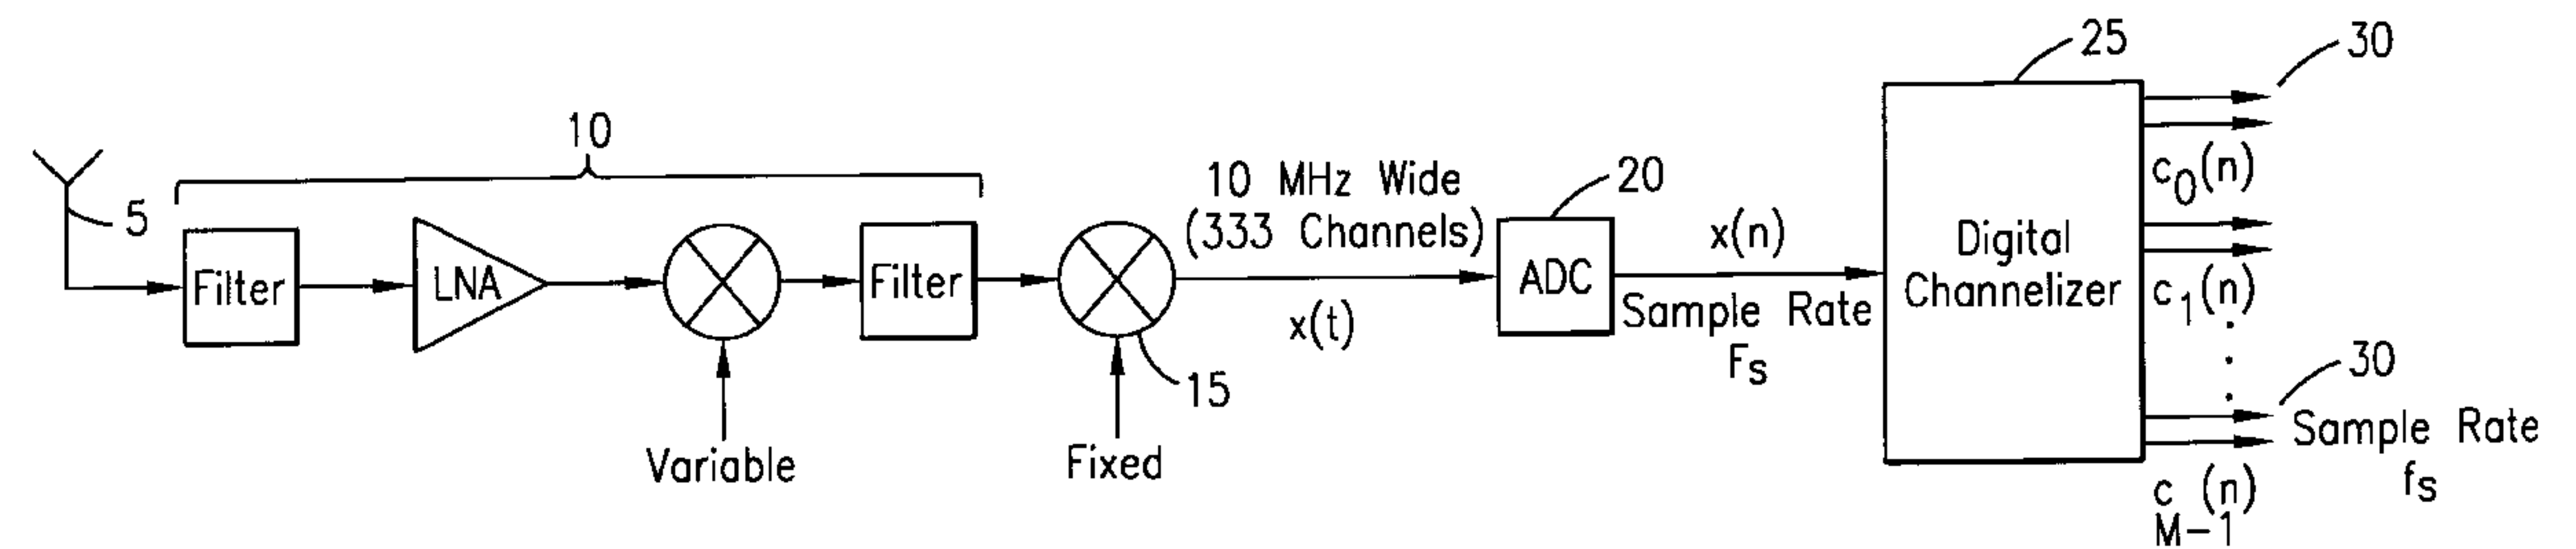 5
10
Filter
LNA
Variable
Filter
15
Fixed
10 MHz Wide
(333 Channels)
x(t)
20
ADC
x(n)
Sample Rate
Fs
25
Digital
Channelizer
30
c0(n)
c1(n)
30
Sample Rate
fs
c (n)
M-1